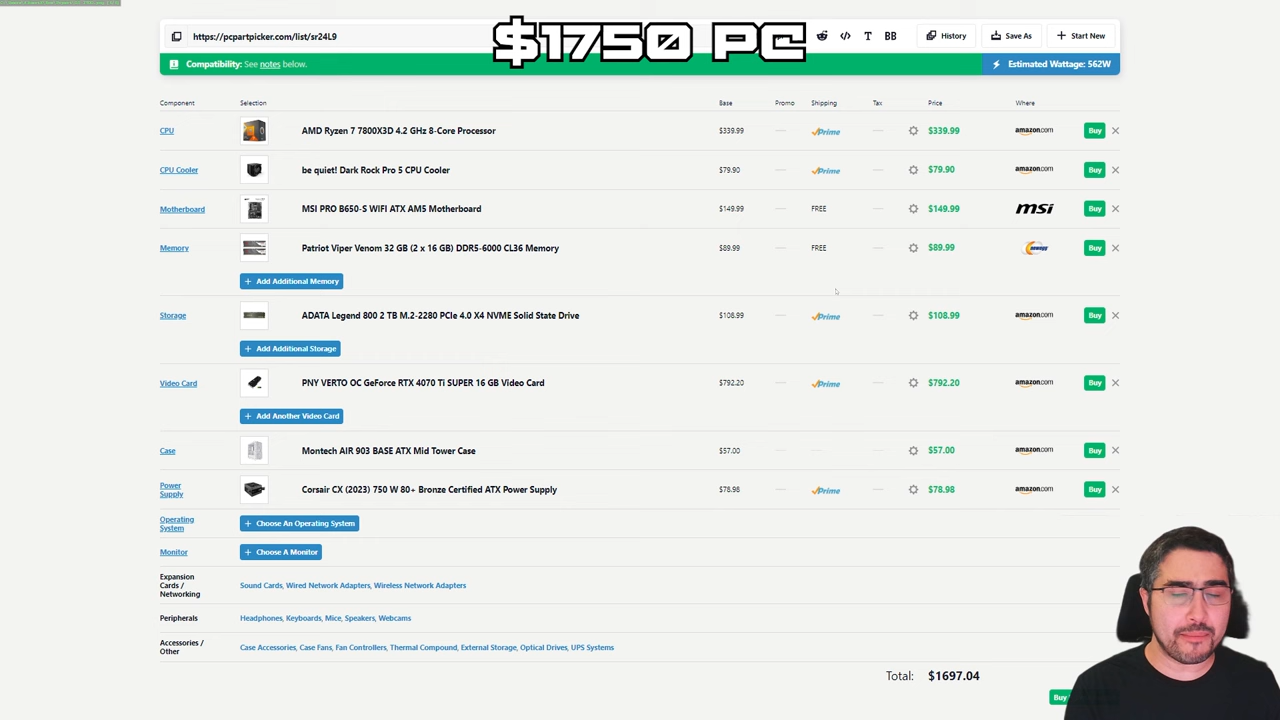 $1750 PC
https://pcpartpicker.com/list/sr24L9
T BB History Save As Start New
Compatibility: See notes below. Estimated Wattage: 562W
Component Selection Base Promo Shipping Tax Price Where
CPU AMD Ryzen 7 7800X3D 4.2 GHz 8-Core Processor $339.99 — Prime — $339.99 amazon.com Buy
CPU Cooler be quiet! Dark Rock Pro 5 CPU Cooler $79.90 — Prime — $79.90 amazon.com Buy
Motherboard MSI PRO B650-S WIFI ATX AM5 Motherboard $149.99 — FREE — $149.99 msi Buy
Memory Patriot Viper Venom 32 GB (2 x 16 GB) DDR5-6000 CL36 Memory $89.99 — FREE — $89.99 newegg Buy
+ Add Additional Memory
Storage ADATA Legend 800 2 TB M.2-2280 PCIe 4.0 X4 NVME Solid State Drive $108.99 — Prime — $108.99 amazon.com Buy
+ Add Additional Storage
Video Card PNY VERTO OC GeForce RTX 4070 Ti SUPER 16 GB Video Card $792.20 — Prime — $792.20 amazon.com Buy
+ Add Another Video Card
Case Montech AIR 903 BASE ATX Mid Tower Case $57.00 $57.00 amazon.com Buy
Power Supply Corsair CX (2023) 750 W 80+ Bronze Certified ATX Power Supply $78.98 — Prime — $78.98 amazon.com Buy
Operating System + Choose An Operating System
Monitor + Choose A Monitor
Expansion Cards / Networking Sound Cards, Wired Network Adapters, Wireless Network Adapters
Peripherals Headphones, Keyboards, Mice, Speakers, Webcams
Accessories / Other Case Accessories, Case Fans, Fan Controllers, Thermal Compound, External Storage, Optical Drives, UPS Systems
Total: $1697.04
Buy